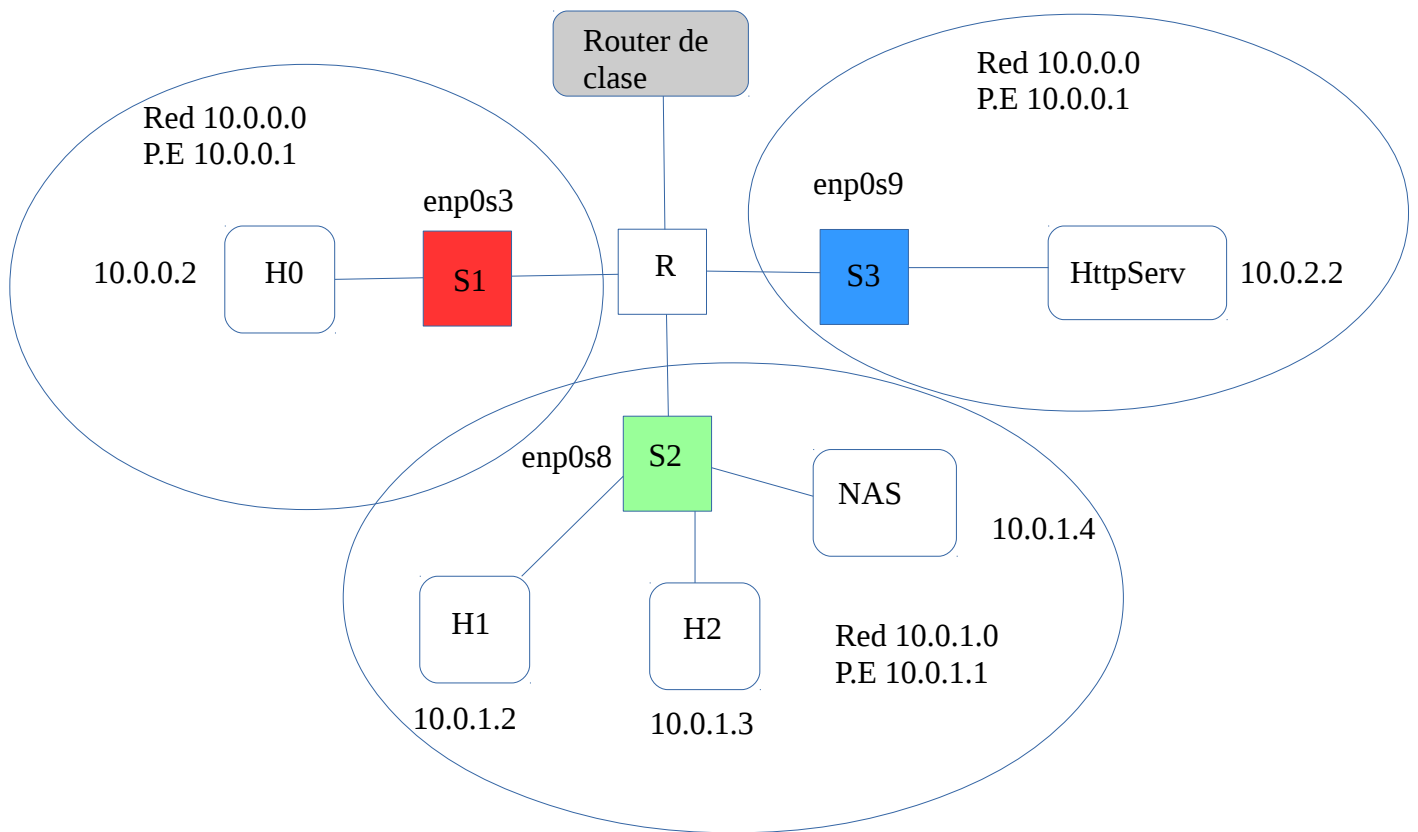 Router de
clase
Red 10.0.0.0
P.E 10.0.0.1
Red 10.0.0.0
P.E 10.0.0.1
enp0s3
enp0s9
10.0.0.2
H0
S1
R
S3
HttpServ
10.0.2.2
enp0s8
S2
NAS
10.0.1.4
H1
H2
Red 10.0.1.0
P.E 10.0.1.1
10.0.1.2
10.0.1.3